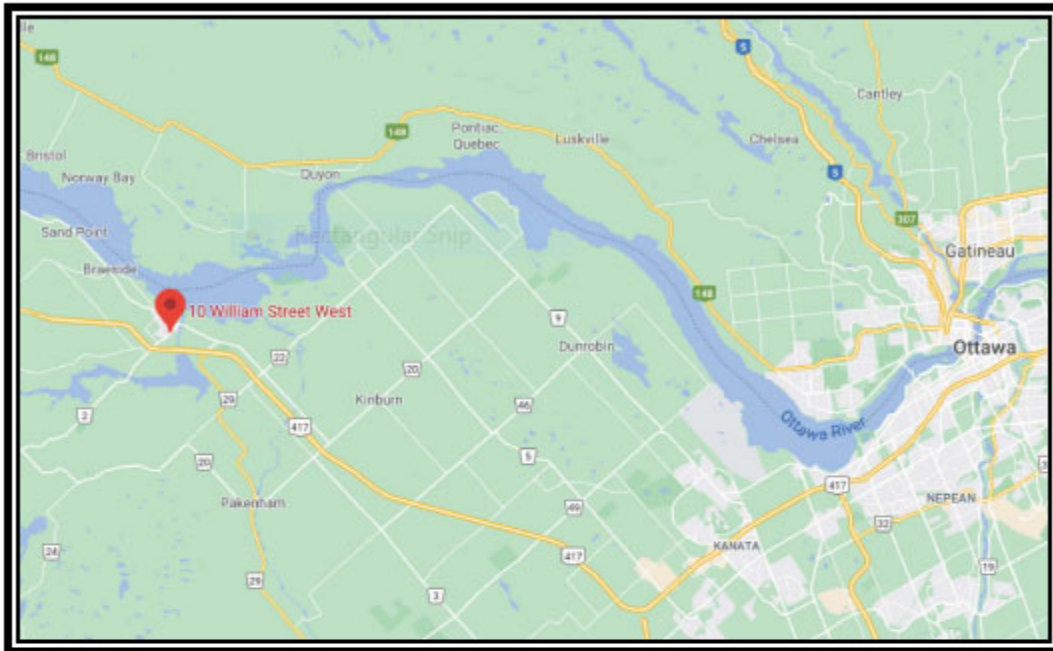 148
5
Cantley
148
Pontiac,
Quebec
Luskville
Chelsea
Bristol
Quyon
5
Norway Bay
307
Sand Point
Rectangular Snip
Gatineau
Braeside
148
10 William Street West
9
Dunrobin
Ottawa
22
20
Kinburn
29
46
2
417
Ottawa River
20
5
417
Pakenham
49
32
NEPEAN
KANATA
24
417
29
3
19